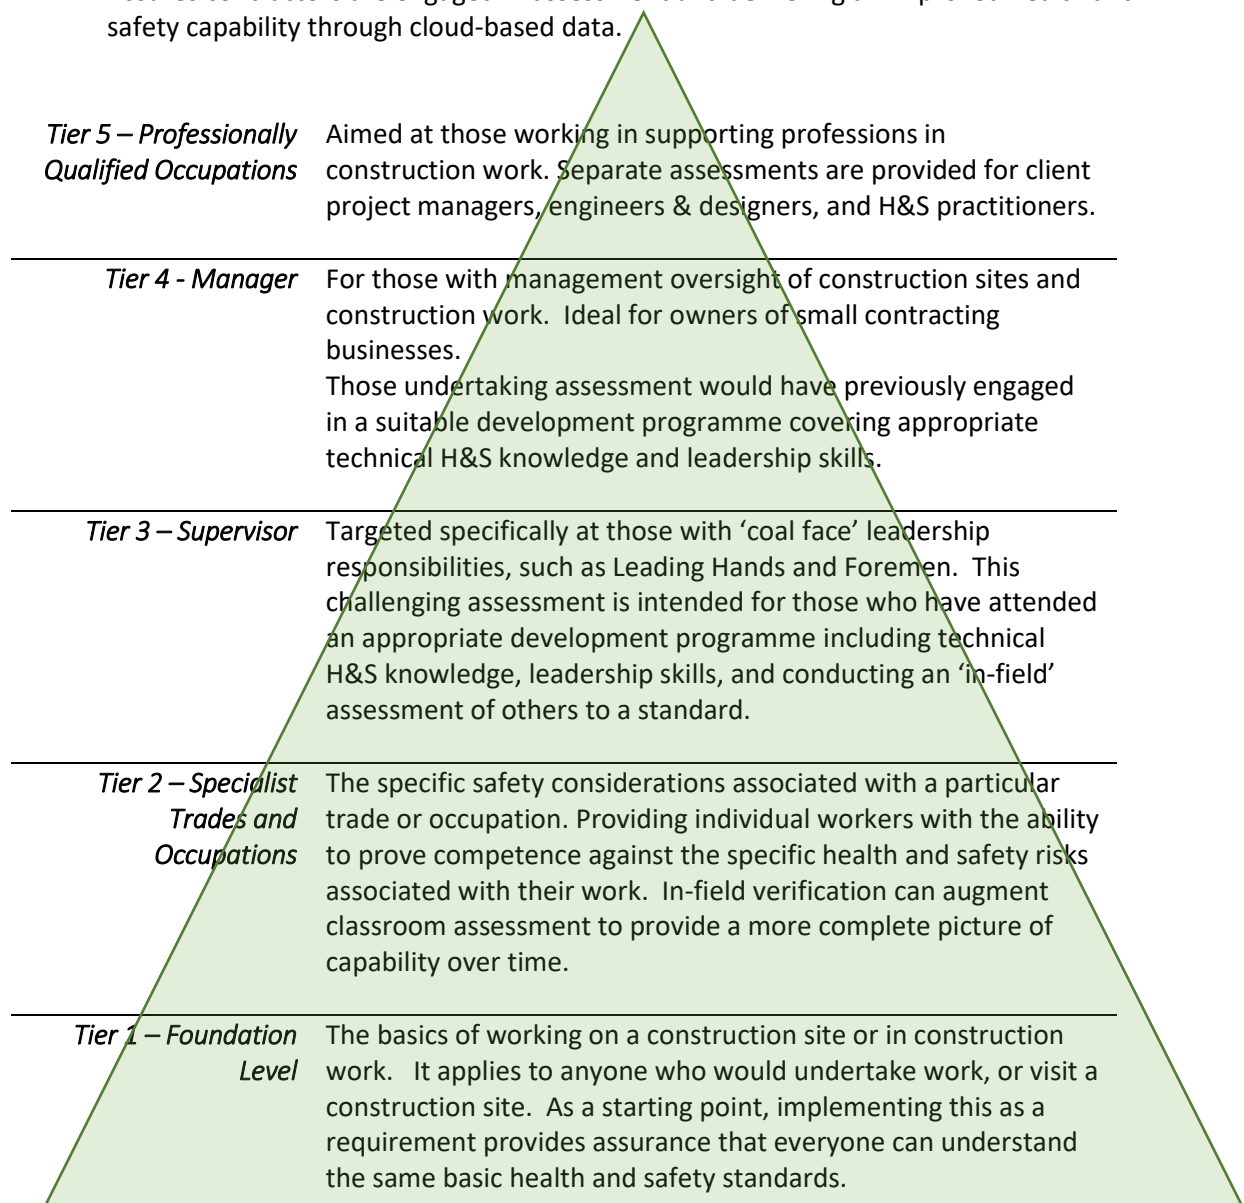 safety capability through cloud-based data.
Tier 5 – Professionally
Qualified Occupations
Aimed at those working in supporting professions in
construction work. Separate assessments are provided for client
project managers, engineers & designers, and H&S practitioners.
Tier 4 - Manager
For those with management oversight of construction sites and
construction work.  Ideal for owners of small contracting
businesses.
Those undertaking assessment would have previously engaged
in a suitable development programme covering appropriate
technical H&S knowledge and leadership skills.
Tier 3 – Supervisor
Targeted specifically at those with ‘coal face’ leadership
responsibilities, such as Leading Hands and Foremen.  This
challenging assessment is intended for those who have attended
an appropriate development programme including technical
H&S knowledge, leadership skills, and conducting an ‘in-field’
assessment of others to a standard.
Tier 2 – Specialist
Trades and
Occupations
The specific safety considerations associated with a particular
trade or occupation. Providing individual workers with the ability
to prove competence against the specific health and safety risks
associated with their work.  In-field verification can augment
classroom assessment to provide a more complete picture of
capability over time.
Tier 1 – Foundation
Level
The basics of working on a construction site or in construction
work.   It applies to anyone who would undertake work, or visit a
construction site.  As a starting point, implementing this as a
requirement provides assurance that everyone can understand
the same basic health and safety standards.